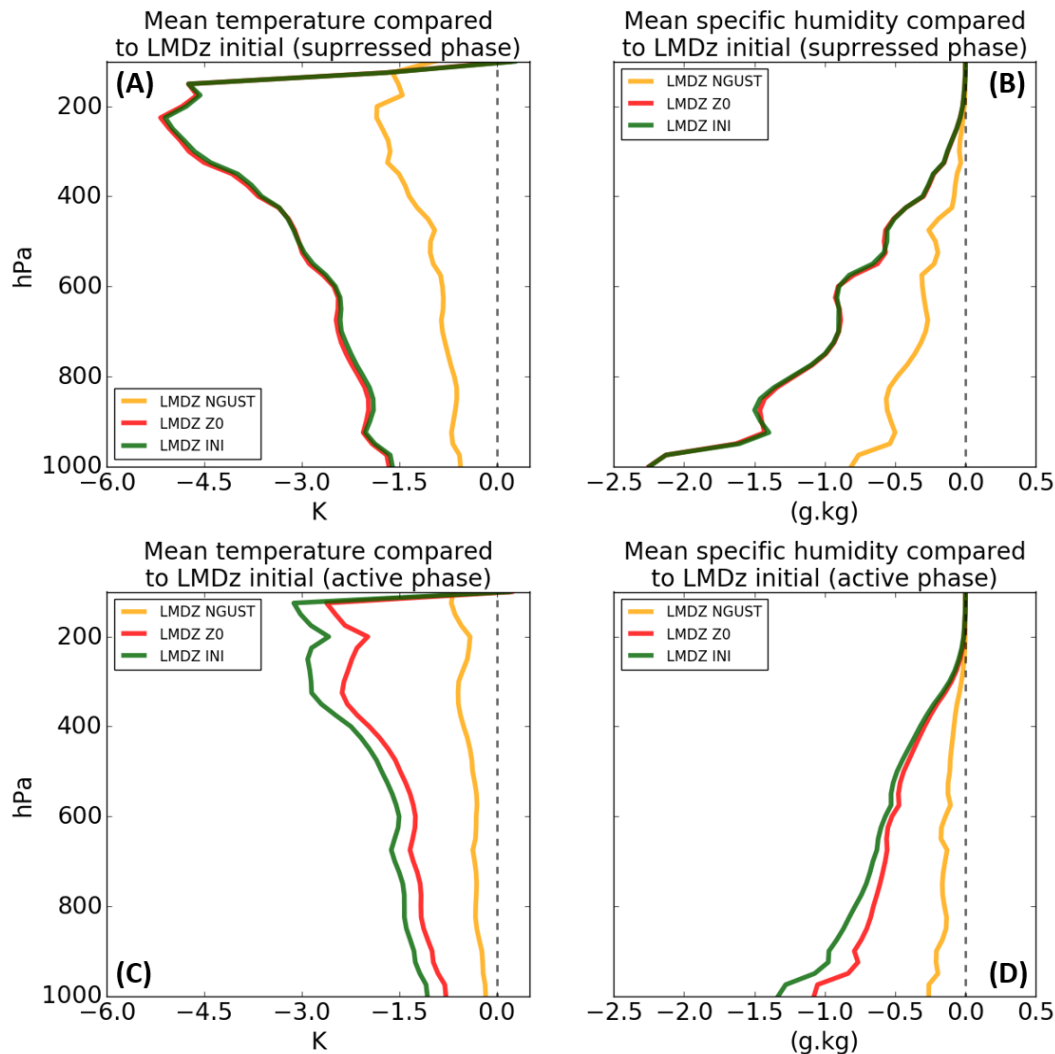 Mean temperature compared
to LMDz initial (suprressed phase)
(A)
200
400
hPa
600
800
1000
LMDZ NGUST
LMDZ Z0
LMDZ INI
−6.0 −4.5 −3.0 −1.5 0.0
K
Mean specific humidity compared
to LMDz initial (suprressed phase)
LMDZ NGUST
LMDZ Z0
LMDZ INI
(B)
−2.5 −2.0 −1.5 −1.0 −0.5 0.0 0.5
(g.kg)
Mean temperature compared
to LMDz initial (active phase)
LMDZ NGUST
LMDZ Z0
LMDZ INI
200
400
hPa
600
800
1000
(C)
−6.0 −4.5 −3.0 −1.5 0.0
K
Mean specific humidity compared
to LMDz initial (active phase)
LMDZ NGUST
LMDZ Z0
LMDZ INI
(D)
−2.5 −2.0 −1.5 −1.0 −0.5 0.0 0.5
(g.kg)